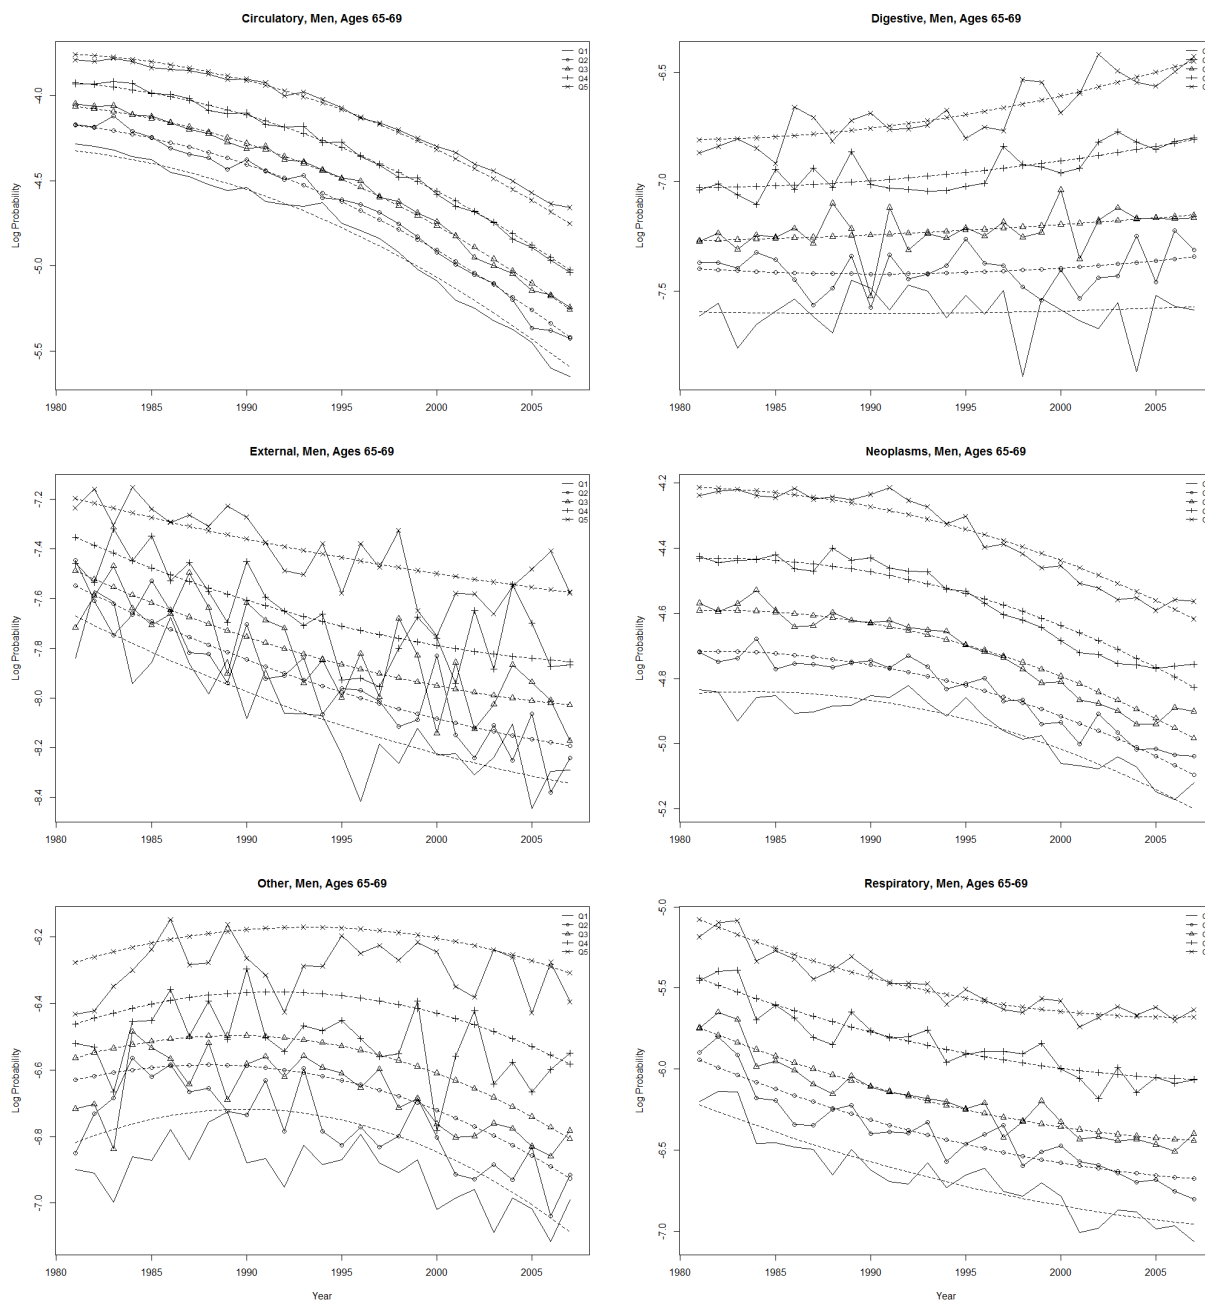 Circulatory, Men, Ages 65-69
Log Probability
-4.0
-4.5
-5.0
-5.5
1980 1985 1990 1995 2000 2005
Q1
Q2
Q3
Q4
Q5
Digestive, Men, Ages 65-69
Log Probability
-6.5
-7.0
-7.5
1980 1985 1990 1995 2000 2005
External, Men, Ages 65-69
Log Probability
-7.2
-7.4
-7.6
-7.8
-8.0
-8.2
-8.4
1980 1985 1990 1995 2000 2005
Q1
Q2
Q3
Q4
Q5
Neoplasms, Men, Ages 65-69
Log Probability
-4.2
-4.4
-4.6
-4.8
-5.0
-5.2
1980 1985 1990 1995 2000 2005
Other, Men, Ages 65-69
Log Probability
-6.2
-6.4
-6.6
-6.8
-7.0
1980 1985 1990 1995 2000 2005
Year
Q1
Q2
Q3
Q4
Q5
Respiratory, Men, Ages 65-69
Log Probability
-5.0
-5.5
-6.0
-6.5
-7.0
1980 1985 1990 1995 2000 2005
Year